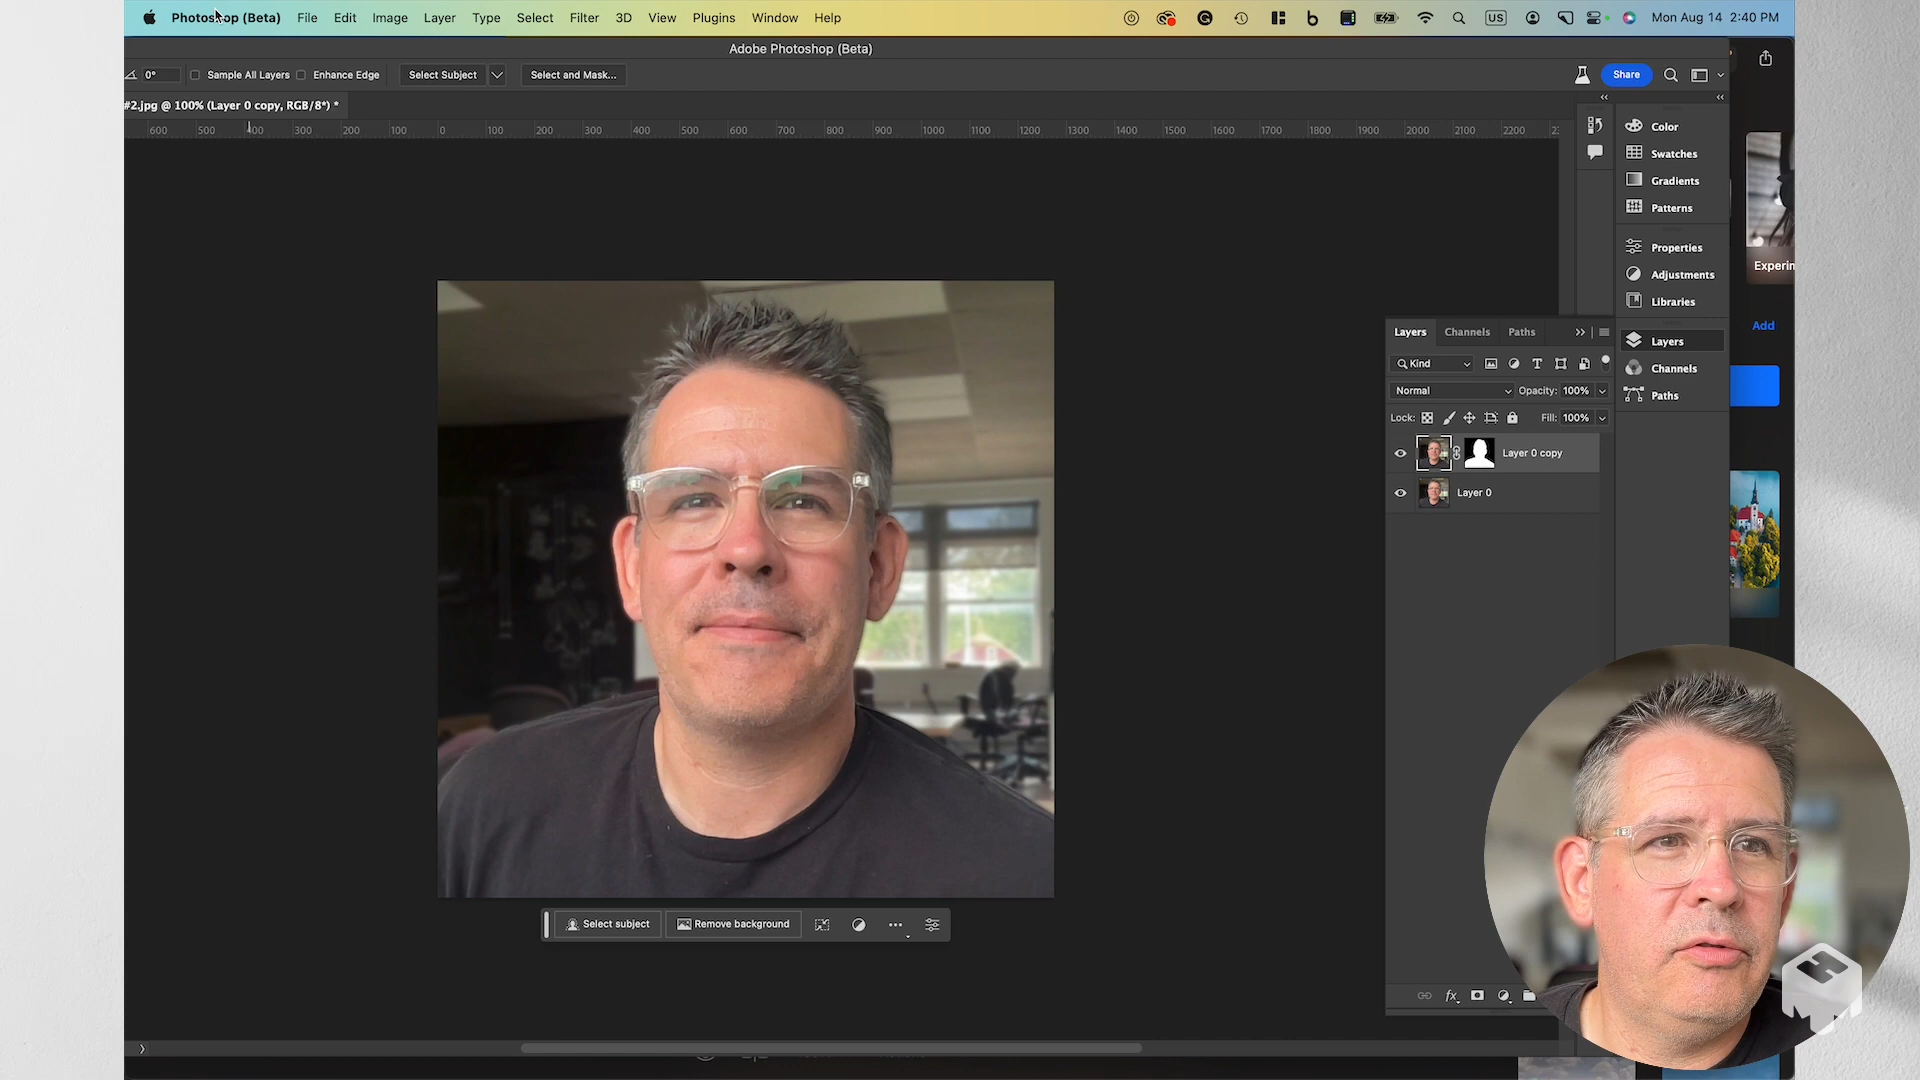 Photoshop (Beta) File Edit Image Layer Type Select Filter 3D View Plugins Window Help US Mon Aug 14 2:40 PM
Adobe Photoshop (Beta)
0° Sample All Layers Enhance Edge Select Subject Select and Mask... Share
#2.jpg @ 100% (Layer 0 copy, RGB/8*) *
600 500 400 300 200 100 0 100 200 300 400 500 600 700 800 900 1000 1100 1200 1300 1400 1500 1600 1700 1800 1900 2000 2100 2200
Color
Swatches
Gradients
Patterns
Properties
Adjustments
Libraries
Layers
Channels
Paths
Experin
Add
Layers Channels Paths
Kind
Normal Opacity: 100%
Lock: Fill: 100%
Layer 0 copy
Layer 0
fx
Select subject Remove background